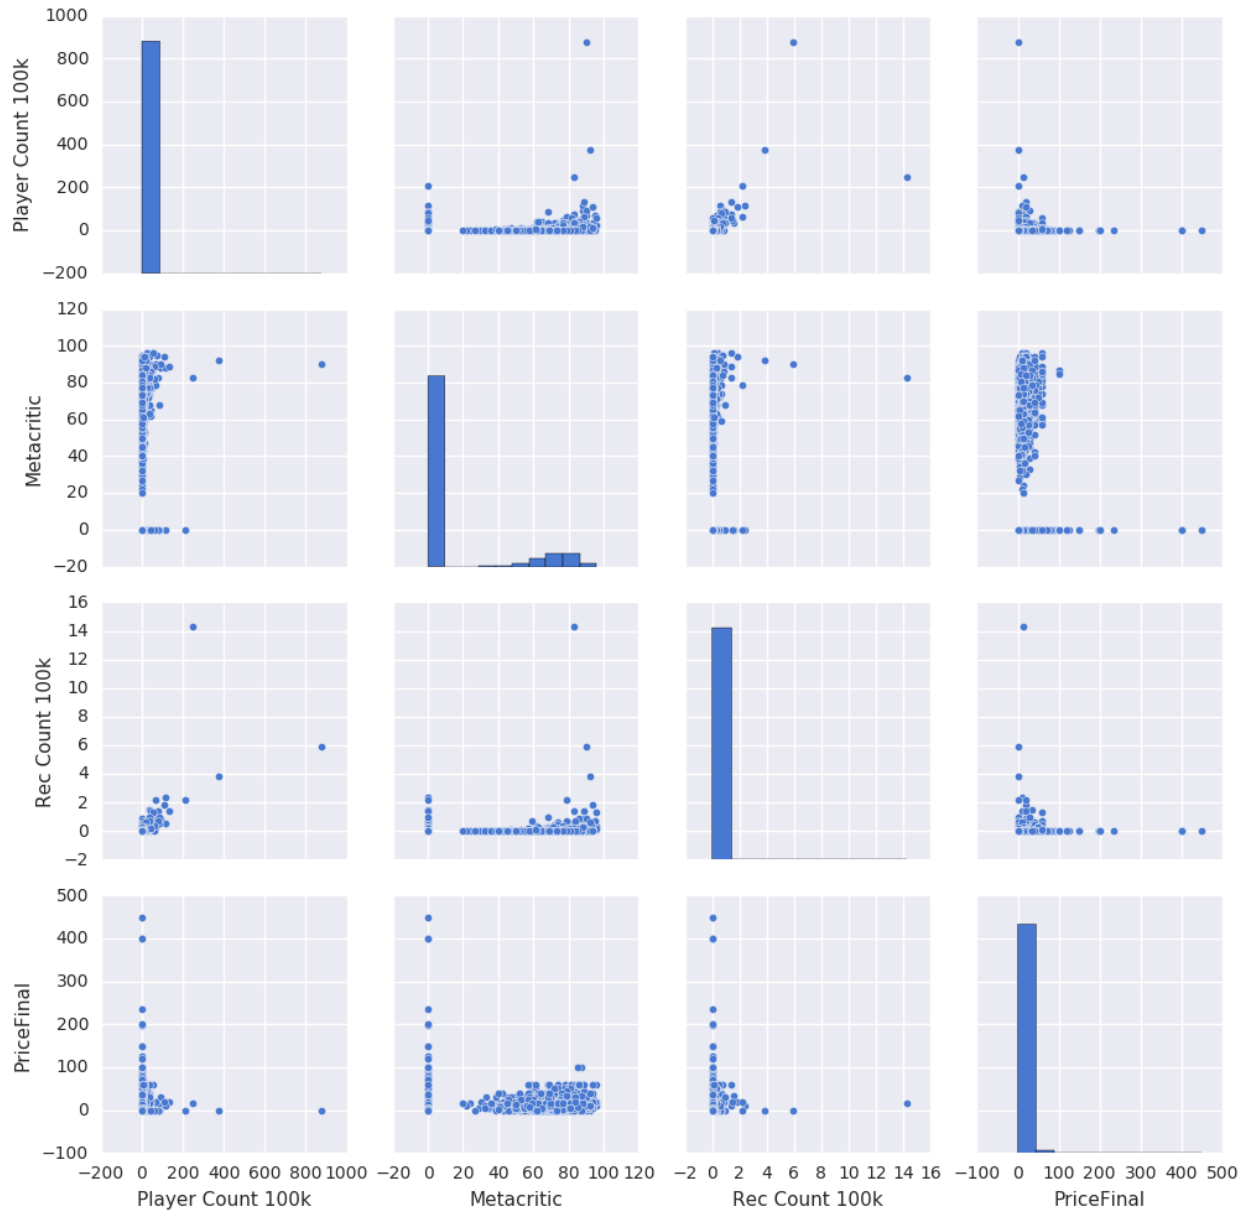 1000
800
600
400
200
0
−200
Player Count 100k
120
100
80
60
40
20
0
−20
Metacritic
16
14
12
10
8
6
4
2
0
−2
Rec Count 100k
500
400
300
200
100
0
−100
PriceFinal
−200 0 200 400 600 800 1000
−20 0 20 40 60 80 100 120
−2 0 2 4 6 8 10 12 14 16
−100 0 100 200 300 400 500
Player Count 100k
Metacritic
Rec Count 100k
PriceFinal